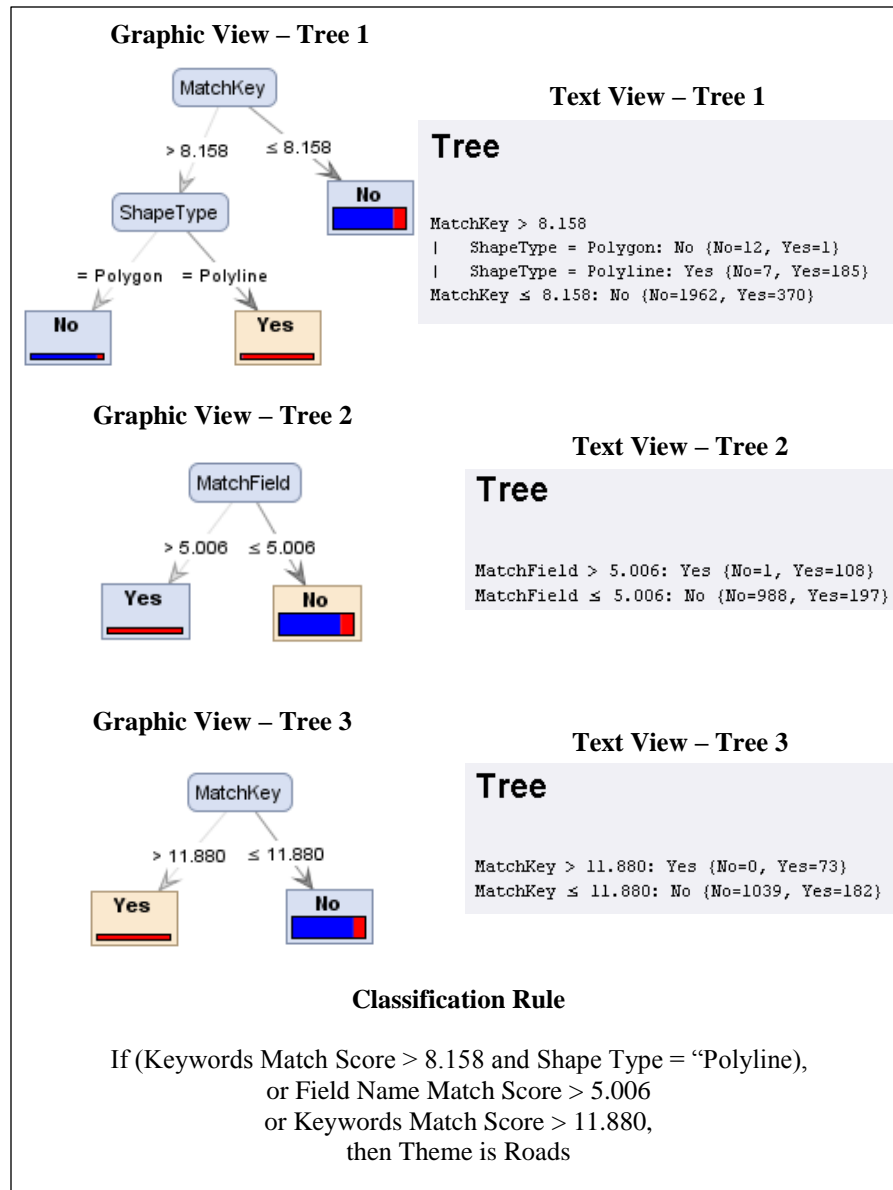 Graphic View – Tree 1
MatchKey
> 8.158
≤ 8.158
ShapeType
No
= Polygon
= Polyline
No
Yes
Text View – Tree 1
Tree
MatchKey > 8.158
|   ShapeType = Polygon: No {No=12, Yes=1}
|   ShapeType = Polyline: Yes {No=7, Yes=185}
MatchKey ≤ 8.158: No {No=1962, Yes=370}
Graphic View – Tree 2
MatchField
> 5.006
≤ 5.006
Yes
No
Text View – Tree 2
Tree
MatchField > 5.006: Yes {No=1, Yes=108}
MatchField ≤ 5.006: No {No=988, Yes=197}
Graphic View – Tree 3
MatchKey
> 11.880
≤ 11.880
Yes
No
Text View – Tree 3
Tree
MatchKey > 11.880: Yes {No=0, Yes=73}
MatchKey ≤ 11.880: No {No=1039, Yes=182}
Classification Rule
If (Keywords Match Score > 8.158 and Shape Type = “Polyline),
or Field Name Match Score > 5.006
or Keywords Match Score > 11.880,
then Theme is Roads